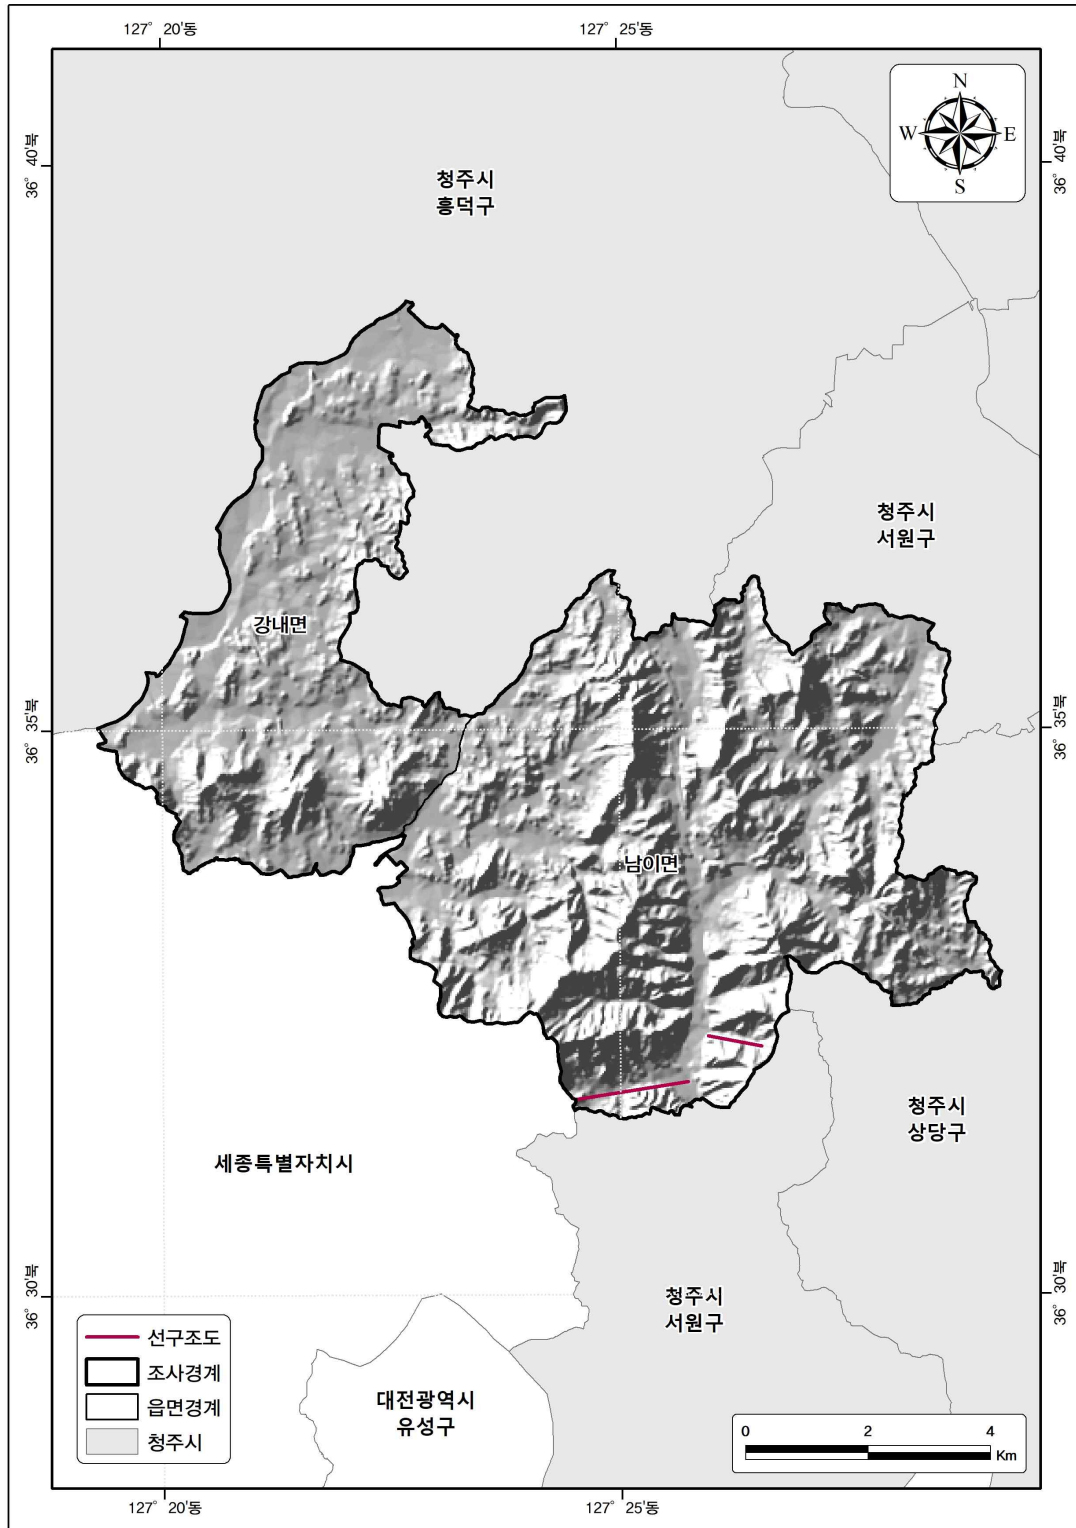 127° 20'동
127° 25'동
N
W
E
S
36° 40'북
36° 40'북
청주시
흥덕구
청주시
서원구
강내면
36° 35'북
36° 35'북
남이면
청주시
상당구
세종특별자치시
36° 30'북
36° 30'북
청주시
서원구
선구조도
조사경계
읍면경계
청주시
대전광역시
유성구
0 2 4
Km
127° 20'동
127° 25'동